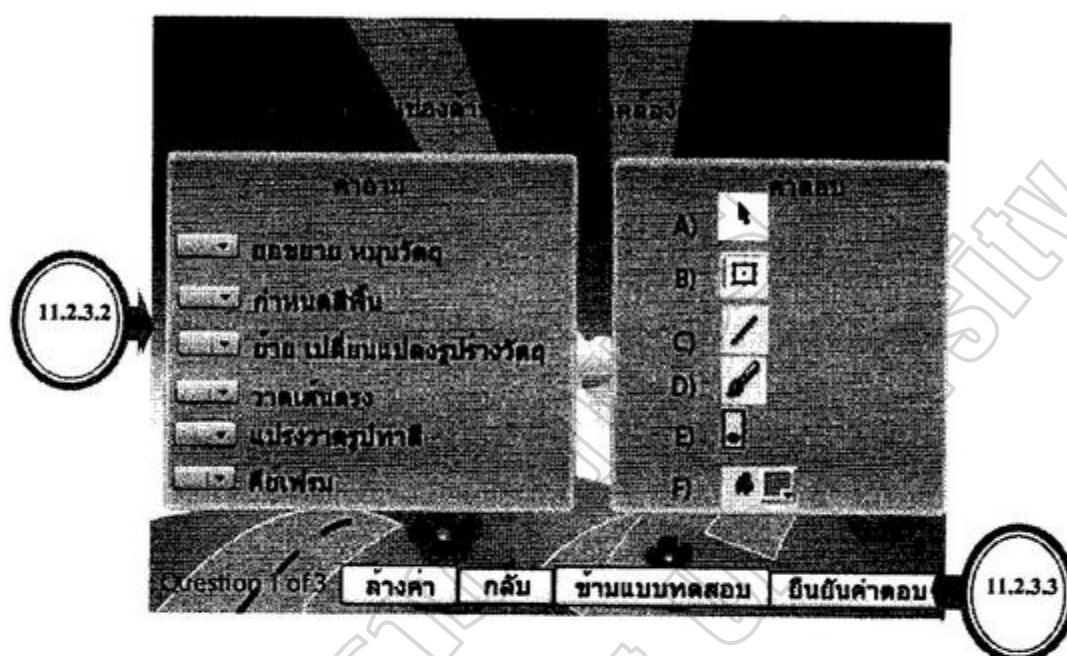 คำถาม
ยอขยาย หมุนวัตถุ
กำหนดสีพื้น
ย้าย เปลี่ยนแปลงรูปร่างวัตถุ
วาดเส้นตรง
แปรงวาดรูปทาสี
คีย์เฟรม
คำตอบ
A)
B)
C)
D)
E)
F)
11.2.3.2
Question 1 of 3
ล้างค่า
กลับ
ข้ามแบบทดสอบ
ยืนยันคำตอบ
11.2.3.3